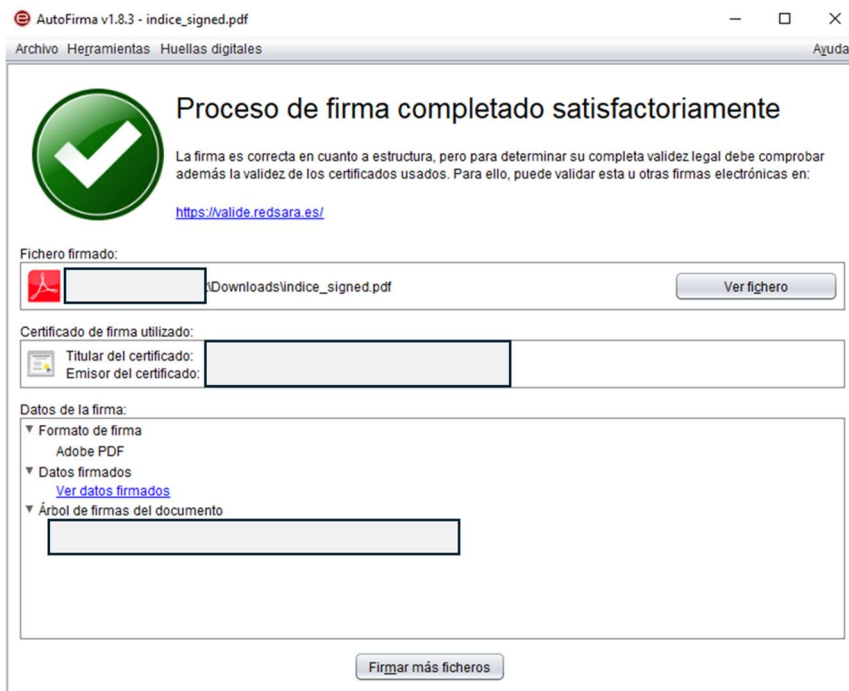 AutoFirma v1.8.3 - indice_signed.pdf
Archivo Herramientas Huellas digitales Ayuda
Proceso de firma completado satisfactoriamente
La firma es correcta en cuanto a estructura, pero para determinar su completa validez legal debe comprobar
además la validez de los certificados usados. Para ello, puede validar esta u otras firmas electrónicas en:
https://valide.redsara.es/
Fichero firmado:
\Downloads\indice_signed.pdf Ver fichero
Certificado de firma utilizado:
Titular del certificado:
Emisor del certificado:
Datos de la firma:
Formato de firma
Adobe PDF
Datos firmados
Ver datos firmados
Árbol de firmas del documento
Firmar más ficheros